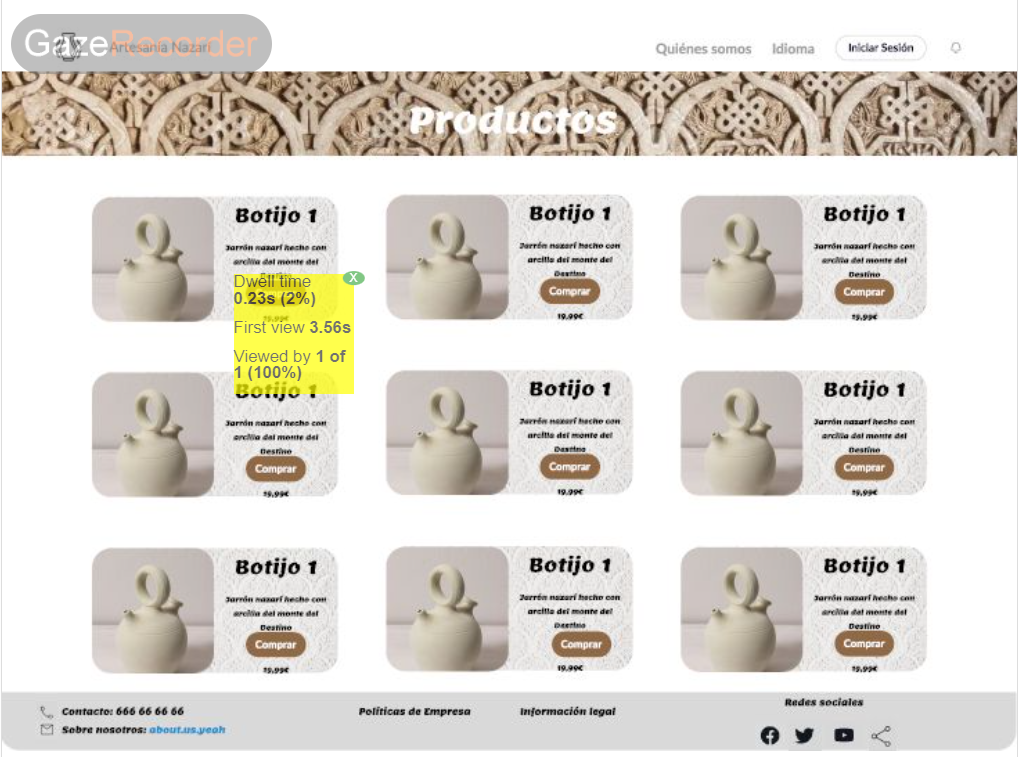 GazeRecorder
Artesanía Nazarí
Quiénes somos Idioma Iniciar Sesión
Productos
Botijo 1
Jarrón nazarí hecho con
arcilla del monte del
Destino
Dwell time
0.23s (2%)
First view 3.56s
Viewed by 1 of
1 (100%)
X
19,99€
Botijo 1
Jarrón nazarí hecho con
arcilla del monte del
Destino
Comprar
19,99€
Botijo 1
Jarrón nazarí hecho con
arcilla del monte del
Destino
Comprar
19,99€
Botijo 1
Jarrón nazarí hecho con
arcilla del monte del
Destino
Comprar
19,99€
Botijo 1
Jarrón nazarí hecho con
arcilla del monte del
Destino
Comprar
19,99€
Botijo 1
Jarrón nazarí hecho con
arcilla del monte del
Destino
Comprar
19,99€
Botijo 1
Jarrón nazarí hecho con
arcilla del monte del
Destino
Comprar
19,99€
Botijo 1
Jarrón nazarí hecho con
arcilla del monte del
Destino
Comprar
19,99€
Botijo 1
Jarrón nazarí hecho con
arcilla del monte del
Destino
Comprar
19,99€
Contacto: 666 66 66 66
Sobre nosotros: about.us.yeah
Políticas de Empresa
Información legal
Redes sociales